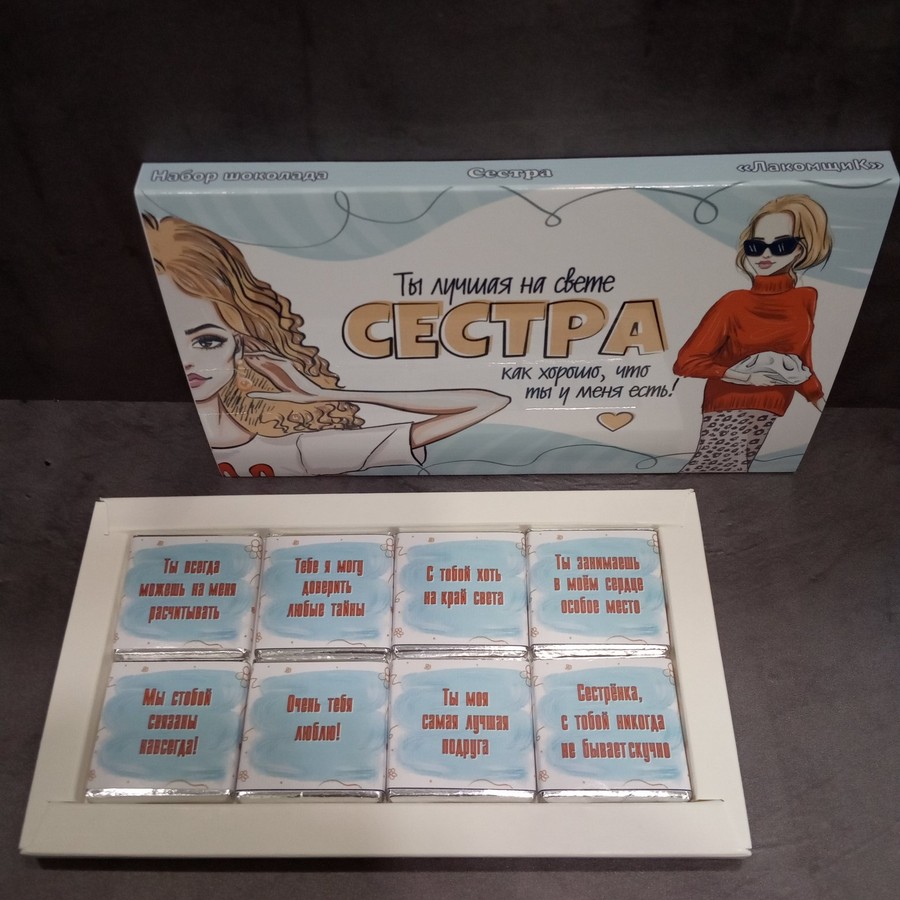 Набор шоколада Сестра «ЛакомщиК»
Ты лучшая на свете
СЕСТРА
как хорошо, что
ты у меня есть!
Ты всегда
можешь на меня
расчитывать
Тебе я могу
доверить
любые тайны
С тобой хоть
на край света
Ты занимаешь
в моём сердце
особое место
Мы стобой
связаны
навсегда!
Очень тебя
люблю!
Ты моя
самая лучшая
подруга
Сестрёнка,
с тобой никогда
не бывает скучно